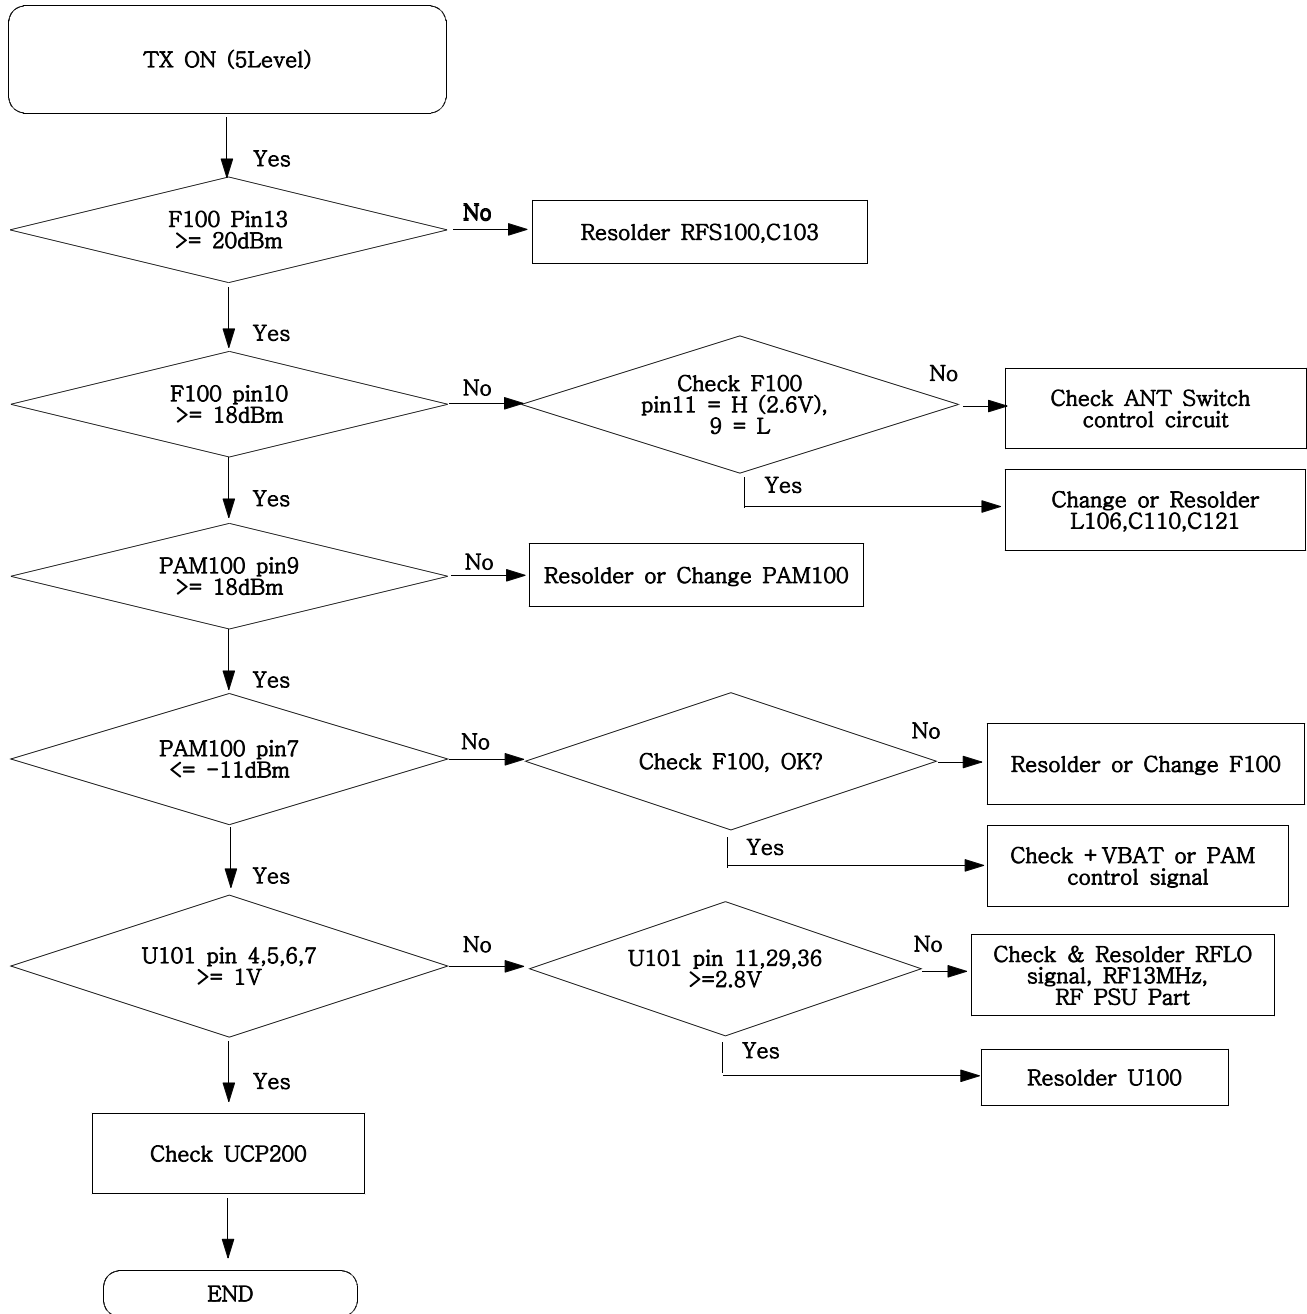 TX ON (5Level)
Yes
F100 Pin13
>= 20dBm
No
Resolder RFS100,C103
Yes
F100 pin10
>= 18dBm
No
Check F100
pin11 = H (2.6V),
9 = L
No
Check ANT Switch
control circuit
Yes
Change or Resolder
L106,C110,C121
Yes
PAM100 pin9
>= 18dBm
No
Resolder or Change PAM100
Yes
PAM100 pin7
<= -11dBm
No
Check F100, OK?
No
Resolder or Change F100
Yes
Check +VBAT or PAM
control signal
Yes
U101 pin 4,5,6,7
>= 1V
No
U101 pin 11,29,36
>=2.8V
No
Check & Resolder RFLO
signal, RF13MHz,
RF PSU Part
Yes
Resolder U100
Yes
Check UCP200
END